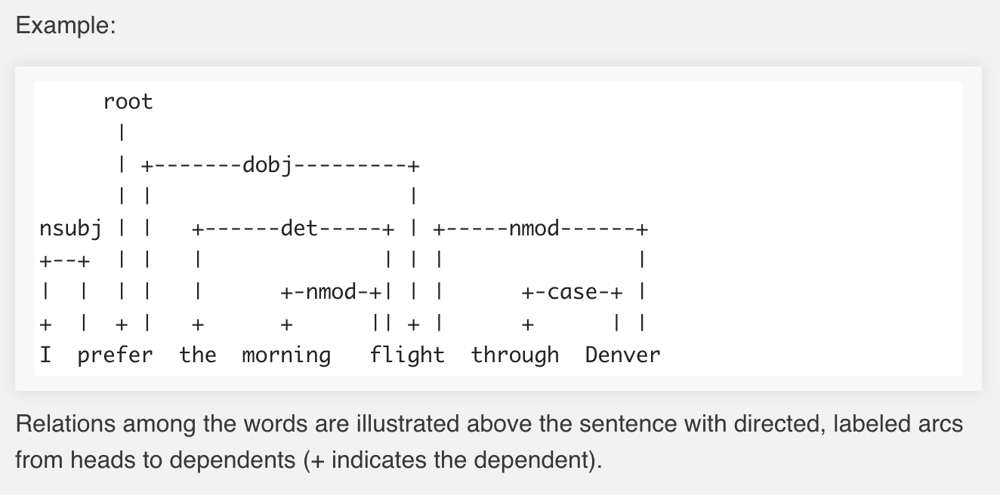 Example:
     root
      |
      | +-------dobj---------+
      | |                    |
nsubj | |   +------det-----+ | +-----nmod------+
+--+  | |   |              | | |               |
|  |  | |   |      +-nmod-+| | |      +-case-+ |
+  |  + |   +      +      || + |      +      | |
I  prefer  the  morning   flight  through  Denver
Relations among the words are illustrated above the sentence with directed, labeled arcs
from heads to dependents (+ indicates the dependent).